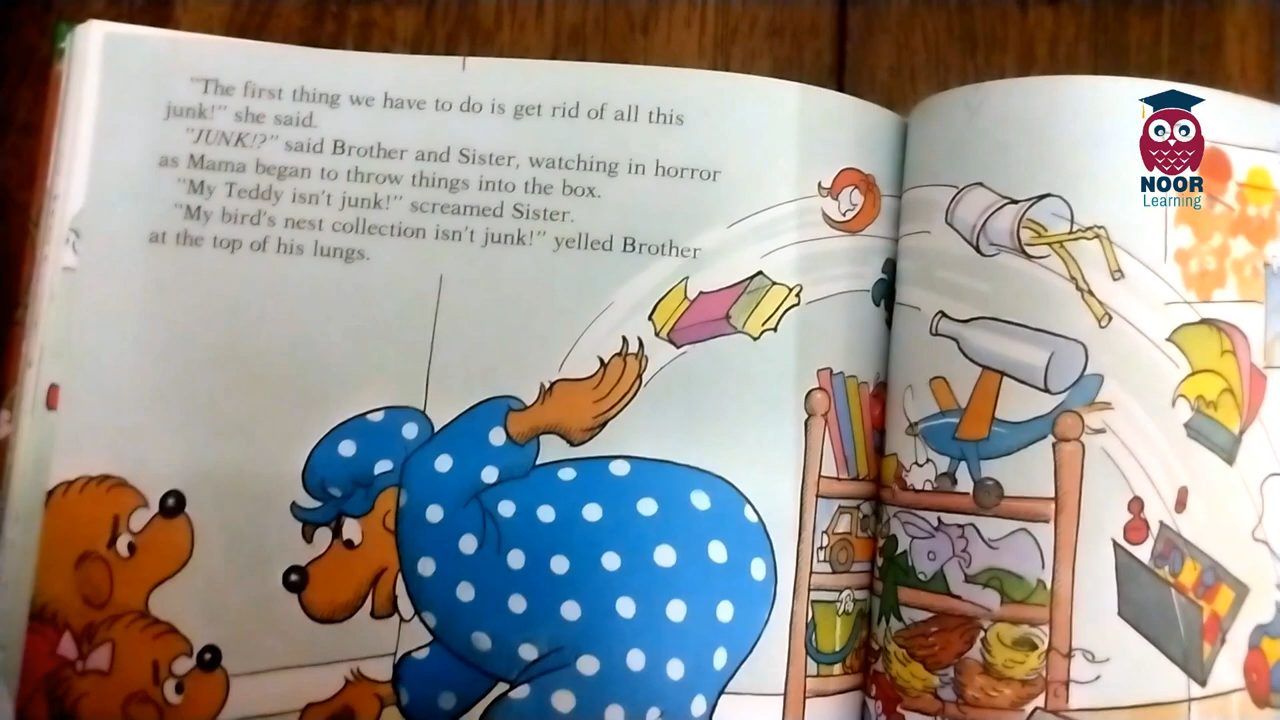 "The first thing we have to do is get rid of all this
junk!" she said.
"JUNK!?" said Brother and Sister, watching in horror
as Mama began to throw things into the box.
"My Teddy isn't junk!" screamed Sister.
"My bird's nest collection isn't junk!" yelled Brother
at the top of his lungs.
NOOR
Learning